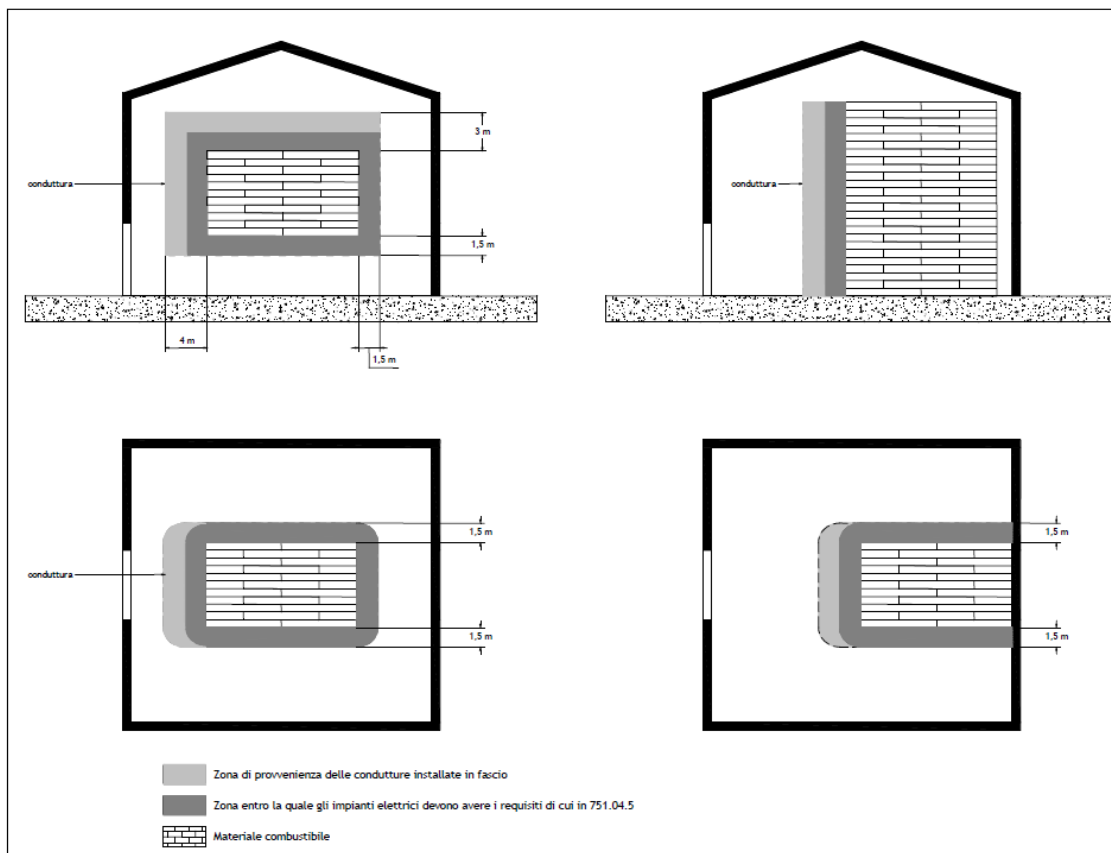 3 m
conduttura
conduttura
1,5 m
4 m
1,5 m
1,5 m
1,5 m
conduttura
1,5 m
1,5 m
Zona di provvenienza delle condutture installate in fascio
Zona entro la quale gli impianti elettrici devono avere i requisiti di cui in 751.04.5
Materiale combustibile